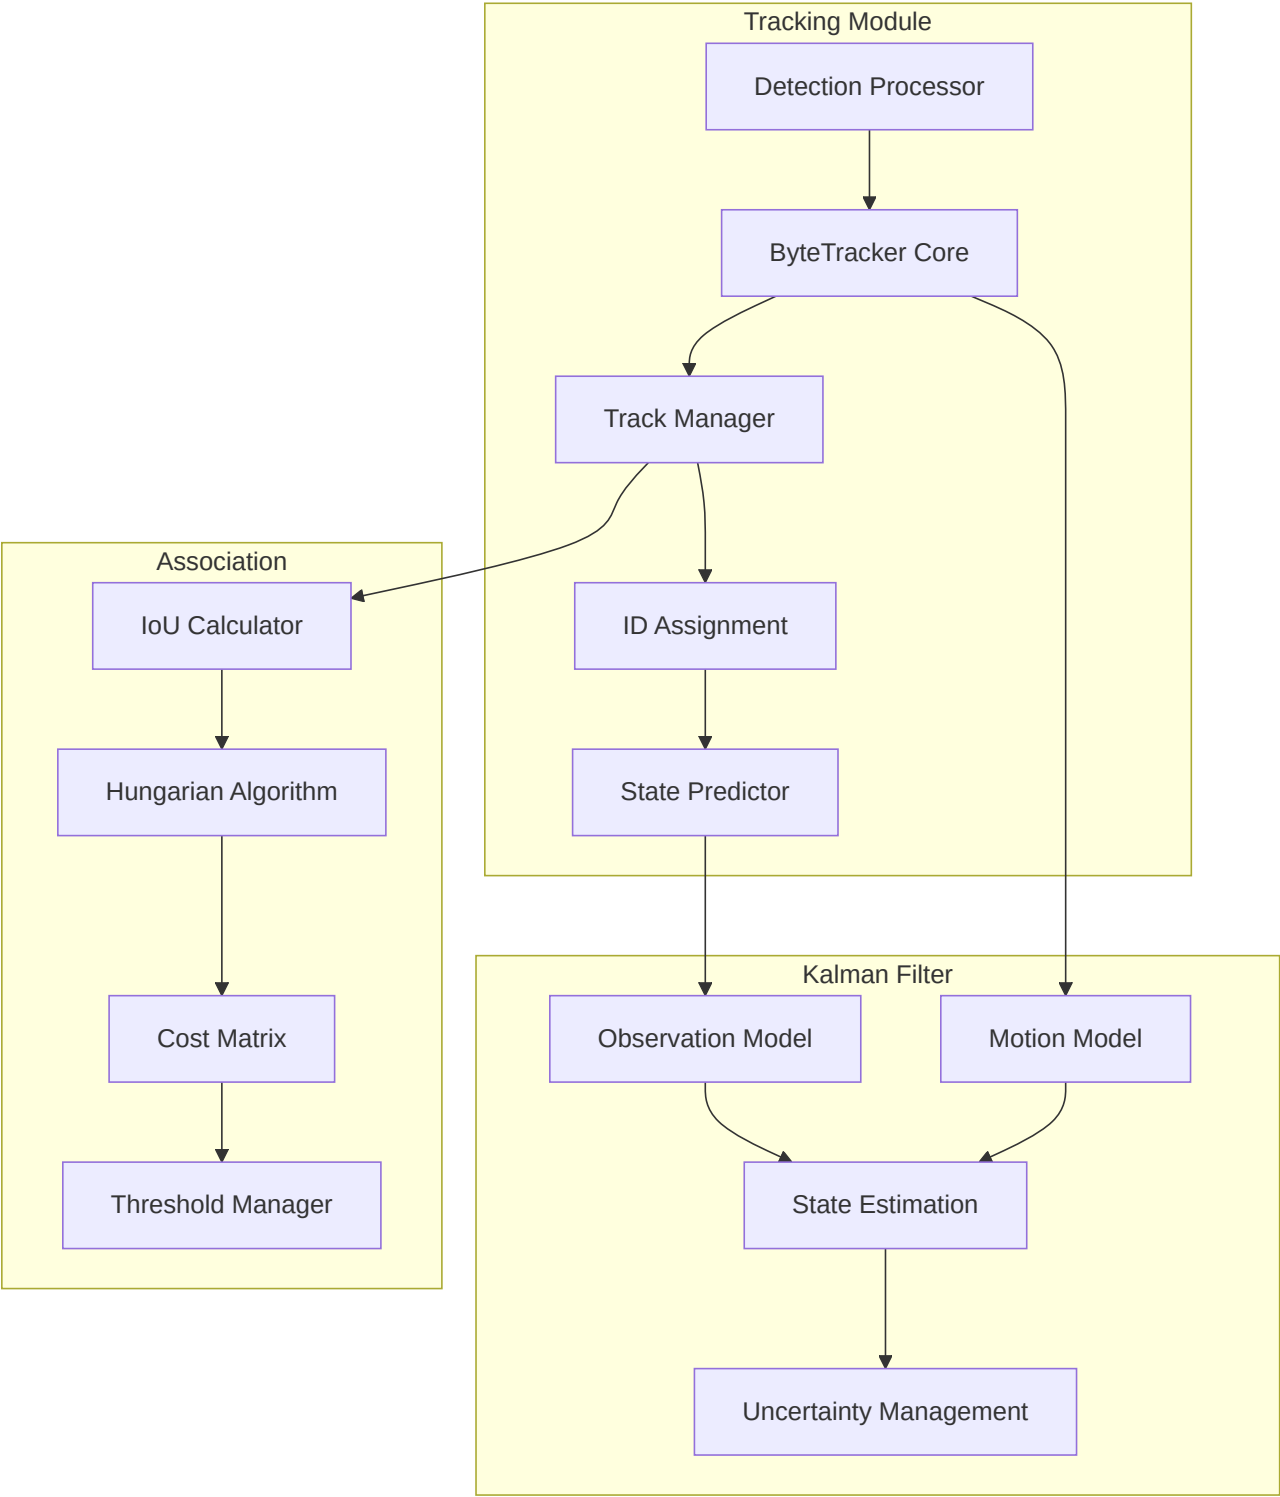 Tracking Module
Detection Processor
ByteTracker Core
Track Manager
ID Assignment
State Predictor
Association
IoU Calculator
Hungarian Algorithm
Cost Matrix
Threshold Manager
Kalman Filter
Observation Model
Motion Model
State Estimation
Uncertainty Management